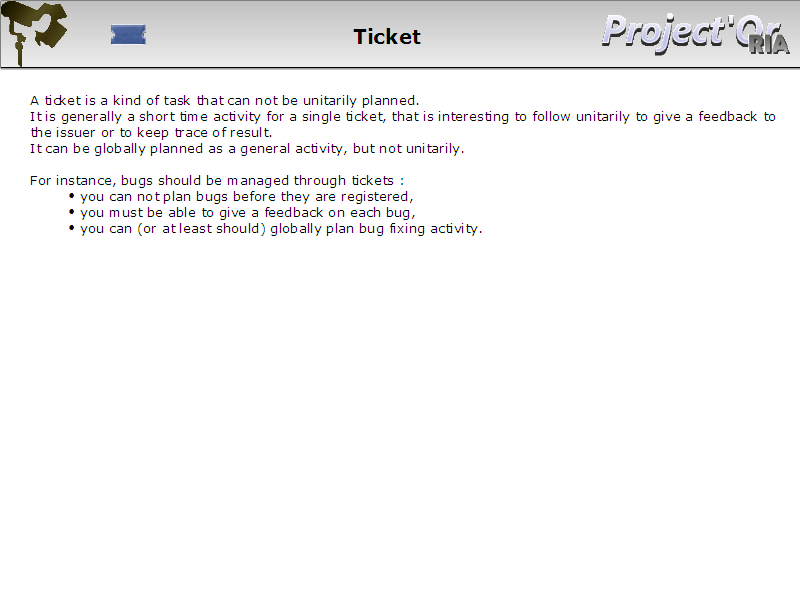 Ticket
Project'Or
RIA
A ticket is a kind of task that can not be unitarily planned.
It is generally a short time activity for a single ticket, that is interesting to follow unitarily to give a feedback to
the issuer or to keep trace of result.
It can be globally planned as a general activity, but not unitarily.
For instance, bugs should be managed through tickets :
• you can not plan bugs before they are registered,
• you must be able to give a feedback on each bug,
• you can (or at least should) globally plan bug fixing activity.